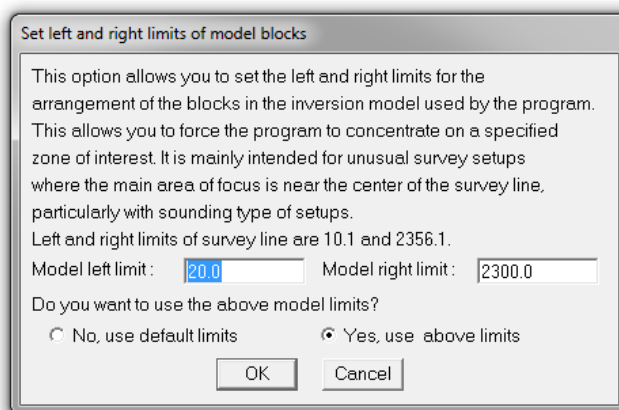 Set left and right limits of model blocks
This option allows you to set the left and right limits for the
arrangement of the blocks in the inversion model used by the program.
This allows you to force the program to concentrate on a specified
zone of interest. It is mainly intended for unusual survey setups
where the main area of focus is near the center of the survey line,
particularly with sounding type of setups.
Left and right limits of survey line are 10.1 and 2356.1.
Model left limit : 20.0 Model right limit : 2300.0
Do you want to use the above model limits?
No, use default limits Yes, use above limits
OK Cancel